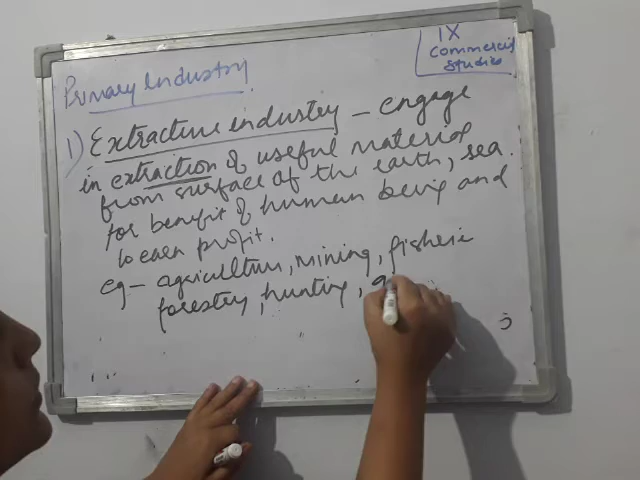 IX
Commercial
Studies
Primary Industry
1) Extractive industry – engage
in extraction of useful material
from surface of the earth, sea
for benefit of human being and
to earn profit.
eg – agriculture, mining, fisherie
forestry, hunting,